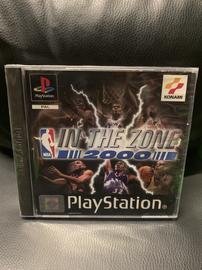 PlayStation
PAL
KONAMI
NBA
IN THE ZONE
2000
PlayStation